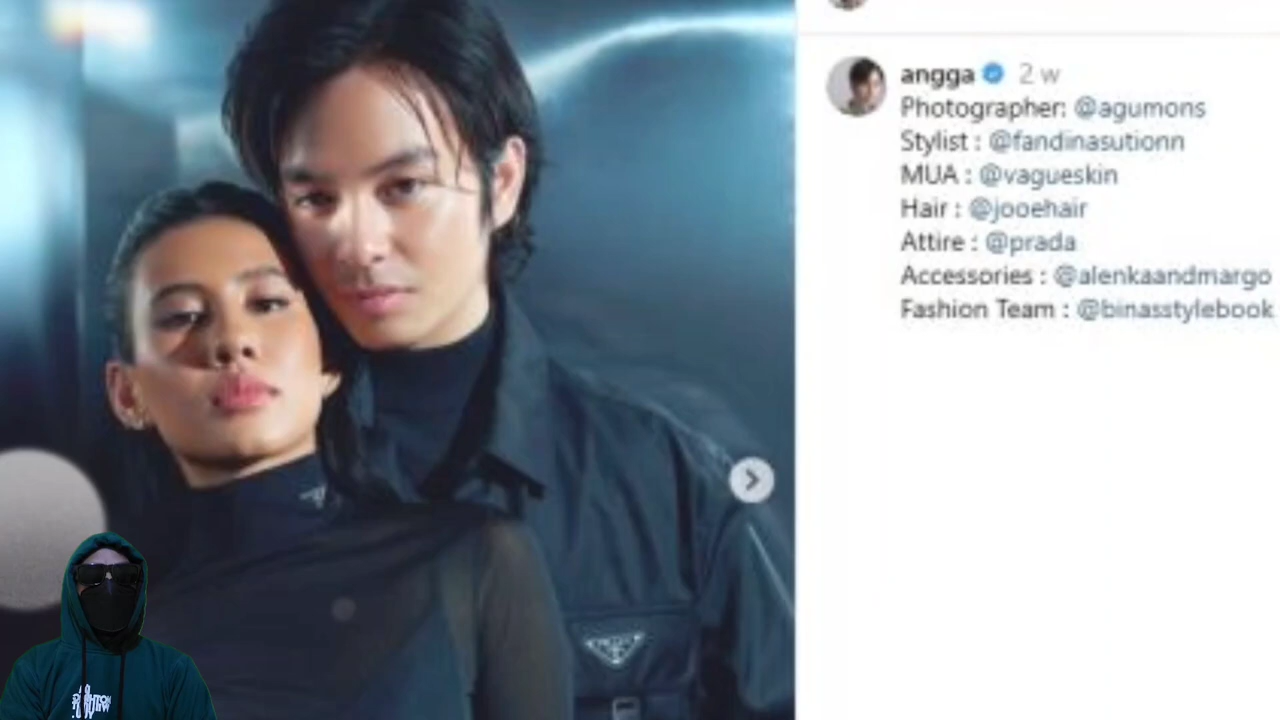 angga 2 w
Photographer: @agumons
Stylist : @fandinasutionn
MUA : @vagueskin
Hair : @jooehair
Attire : @prada
Accessories : @alenkaandmargo
Fashion Team : @binasstylebook